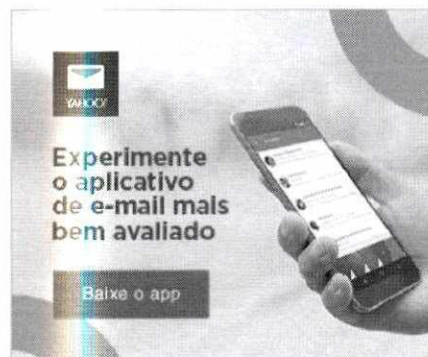 YAHOO!
Experimente
o aplicativo
de e-mail mais
bem avaliado
Baixe o app